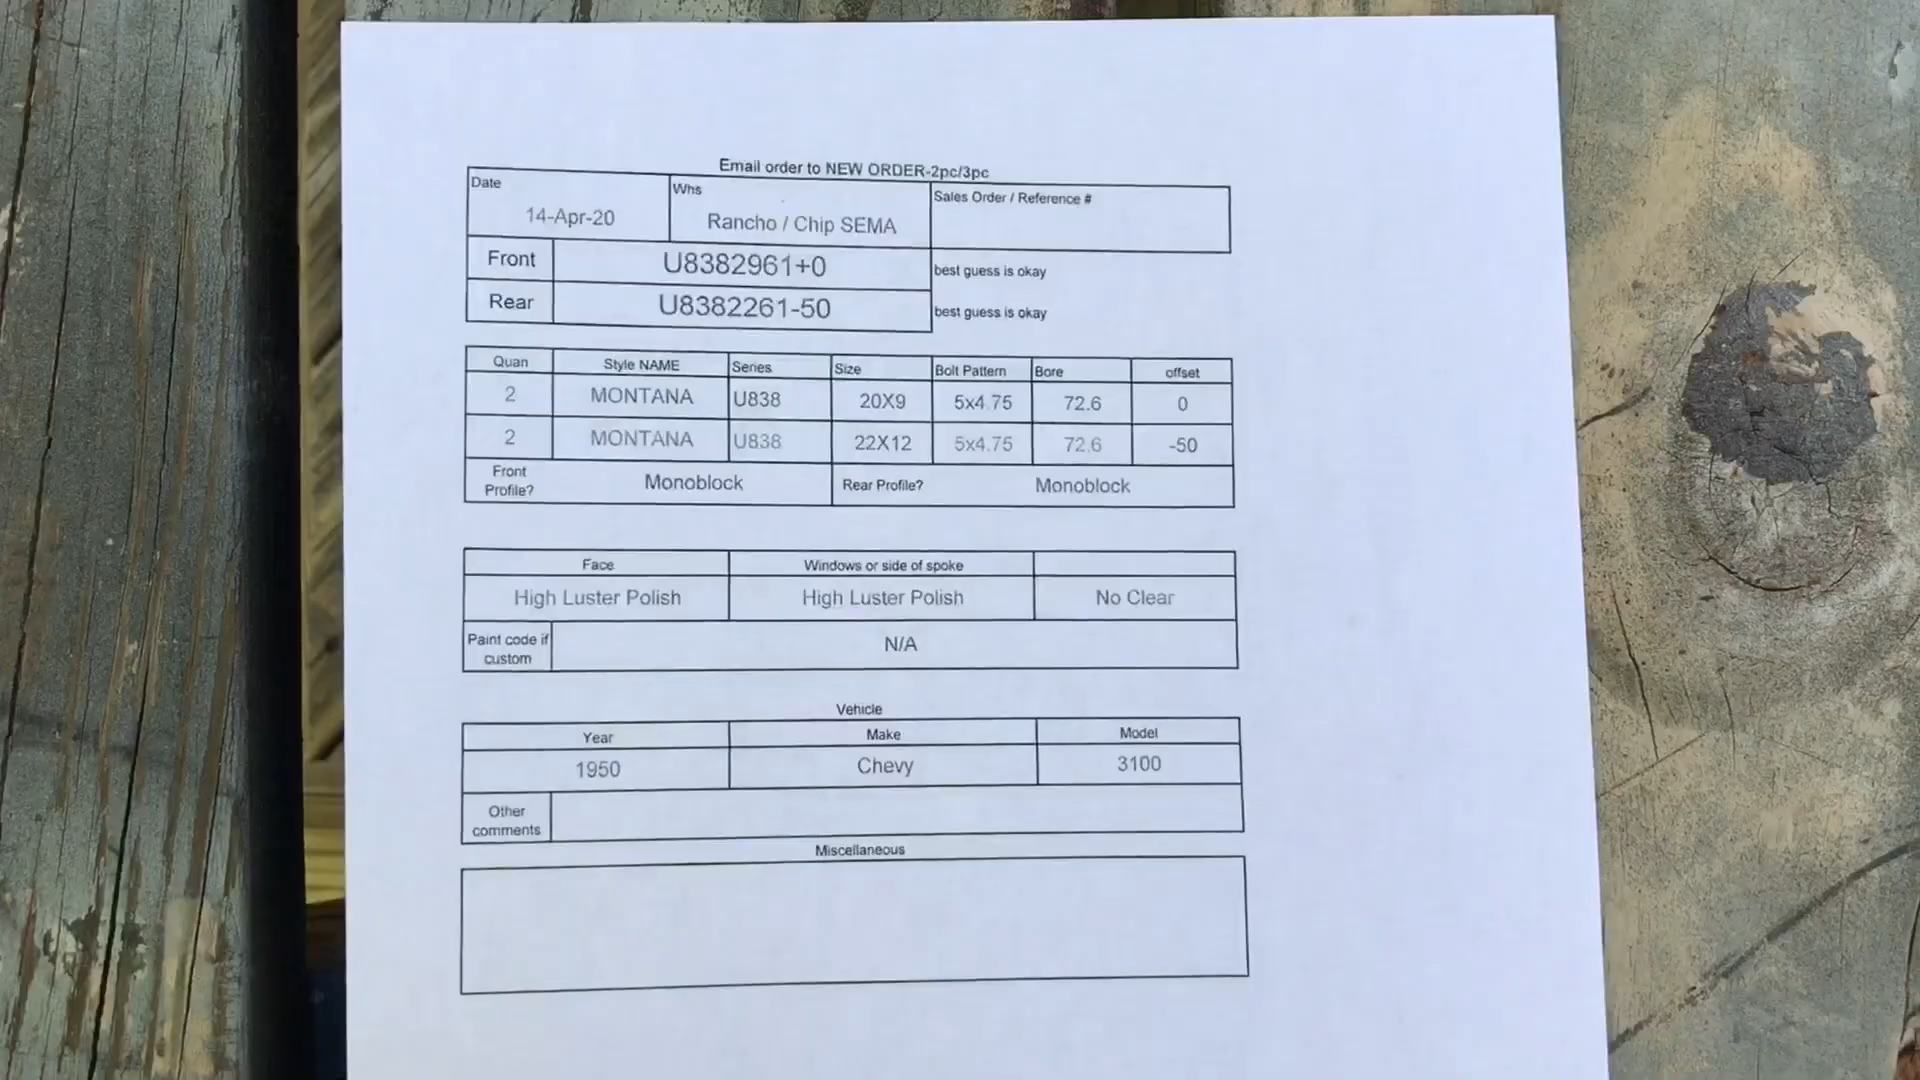 Email order to NEW ORDER-2pc/3pc
Date
14-Apr-20
Whs
Rancho / Chip SEMA
Sales Order / Reference #
Front U8382961+0 best guess is okay
Rear U8382261-50 best guess is okay
Quan Style NAME Series Size Bolt Pattern Bore offset
2 MONTANA U838 20X9 5x4.75 72.6 0
2 MONTANA U838 22X12 5x4.75 72.6 -50
Front
Profile?
Monoblock
Rear Profile? Monoblock
Face Windows or side of spoke
High Luster Polish High Luster Polish No Clear
Paint code if
custom
N/A
Vehicle
Year Make Model
1950 Chevy 3100
Other
comments
Miscellaneous